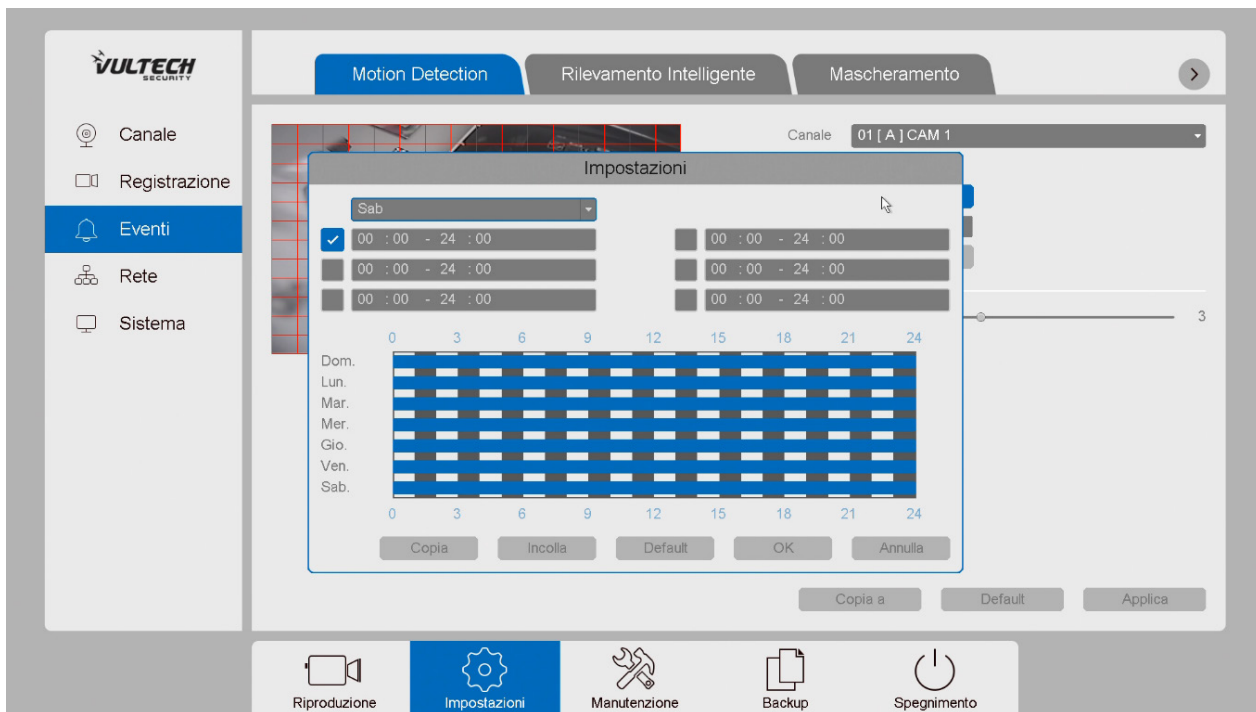 VULTECH
SECURITY
Motion Detection
Rilevamento Intelligente
Mascheramento
Canale
Registrazione
Eventi
Rete
Sistema
Canale 01 [ A ] CAM 1
Impostazioni
Sab
00 : 00 - 24 : 00 00 : 00 - 24 : 00
00 : 00 - 24 : 00 00 : 00 - 24 : 00
00 : 00 - 24 : 00 00 : 00 - 24 : 00
3
0 3 6 9 12 15 18 21 24
Dom.
Lun.
Mar.
Mer.
Gio.
Ven.
Sab.
0 3 6 9 12 15 18 21 24
Copia Incolla Default OK Annulla
Copia a Default Applica
Riproduzione Impostazioni Manutenzione Backup Spegnimento